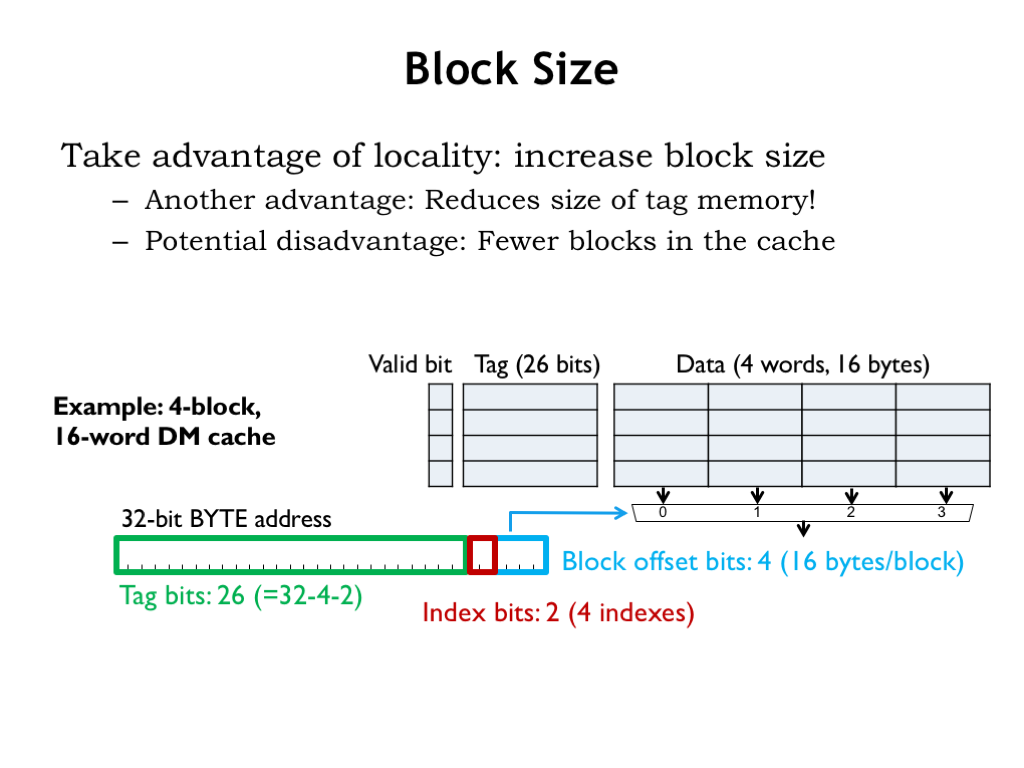 Block Size
Take advantage of locality: increase block size
– Another advantage: Reduces size of tag memory!
– Potential disadvantage: Fewer blocks in the cache
Valid bit Tag (26 bits) Data (4 words, 16 bytes)
Example: 4-block,
16-word DM cache
0 1 2 3
32-bit BYTE address
Block offset bits: 4 (16 bytes/block)
Tag bits: 26 (=32-4-2)
Index bits: 2 (4 indexes)